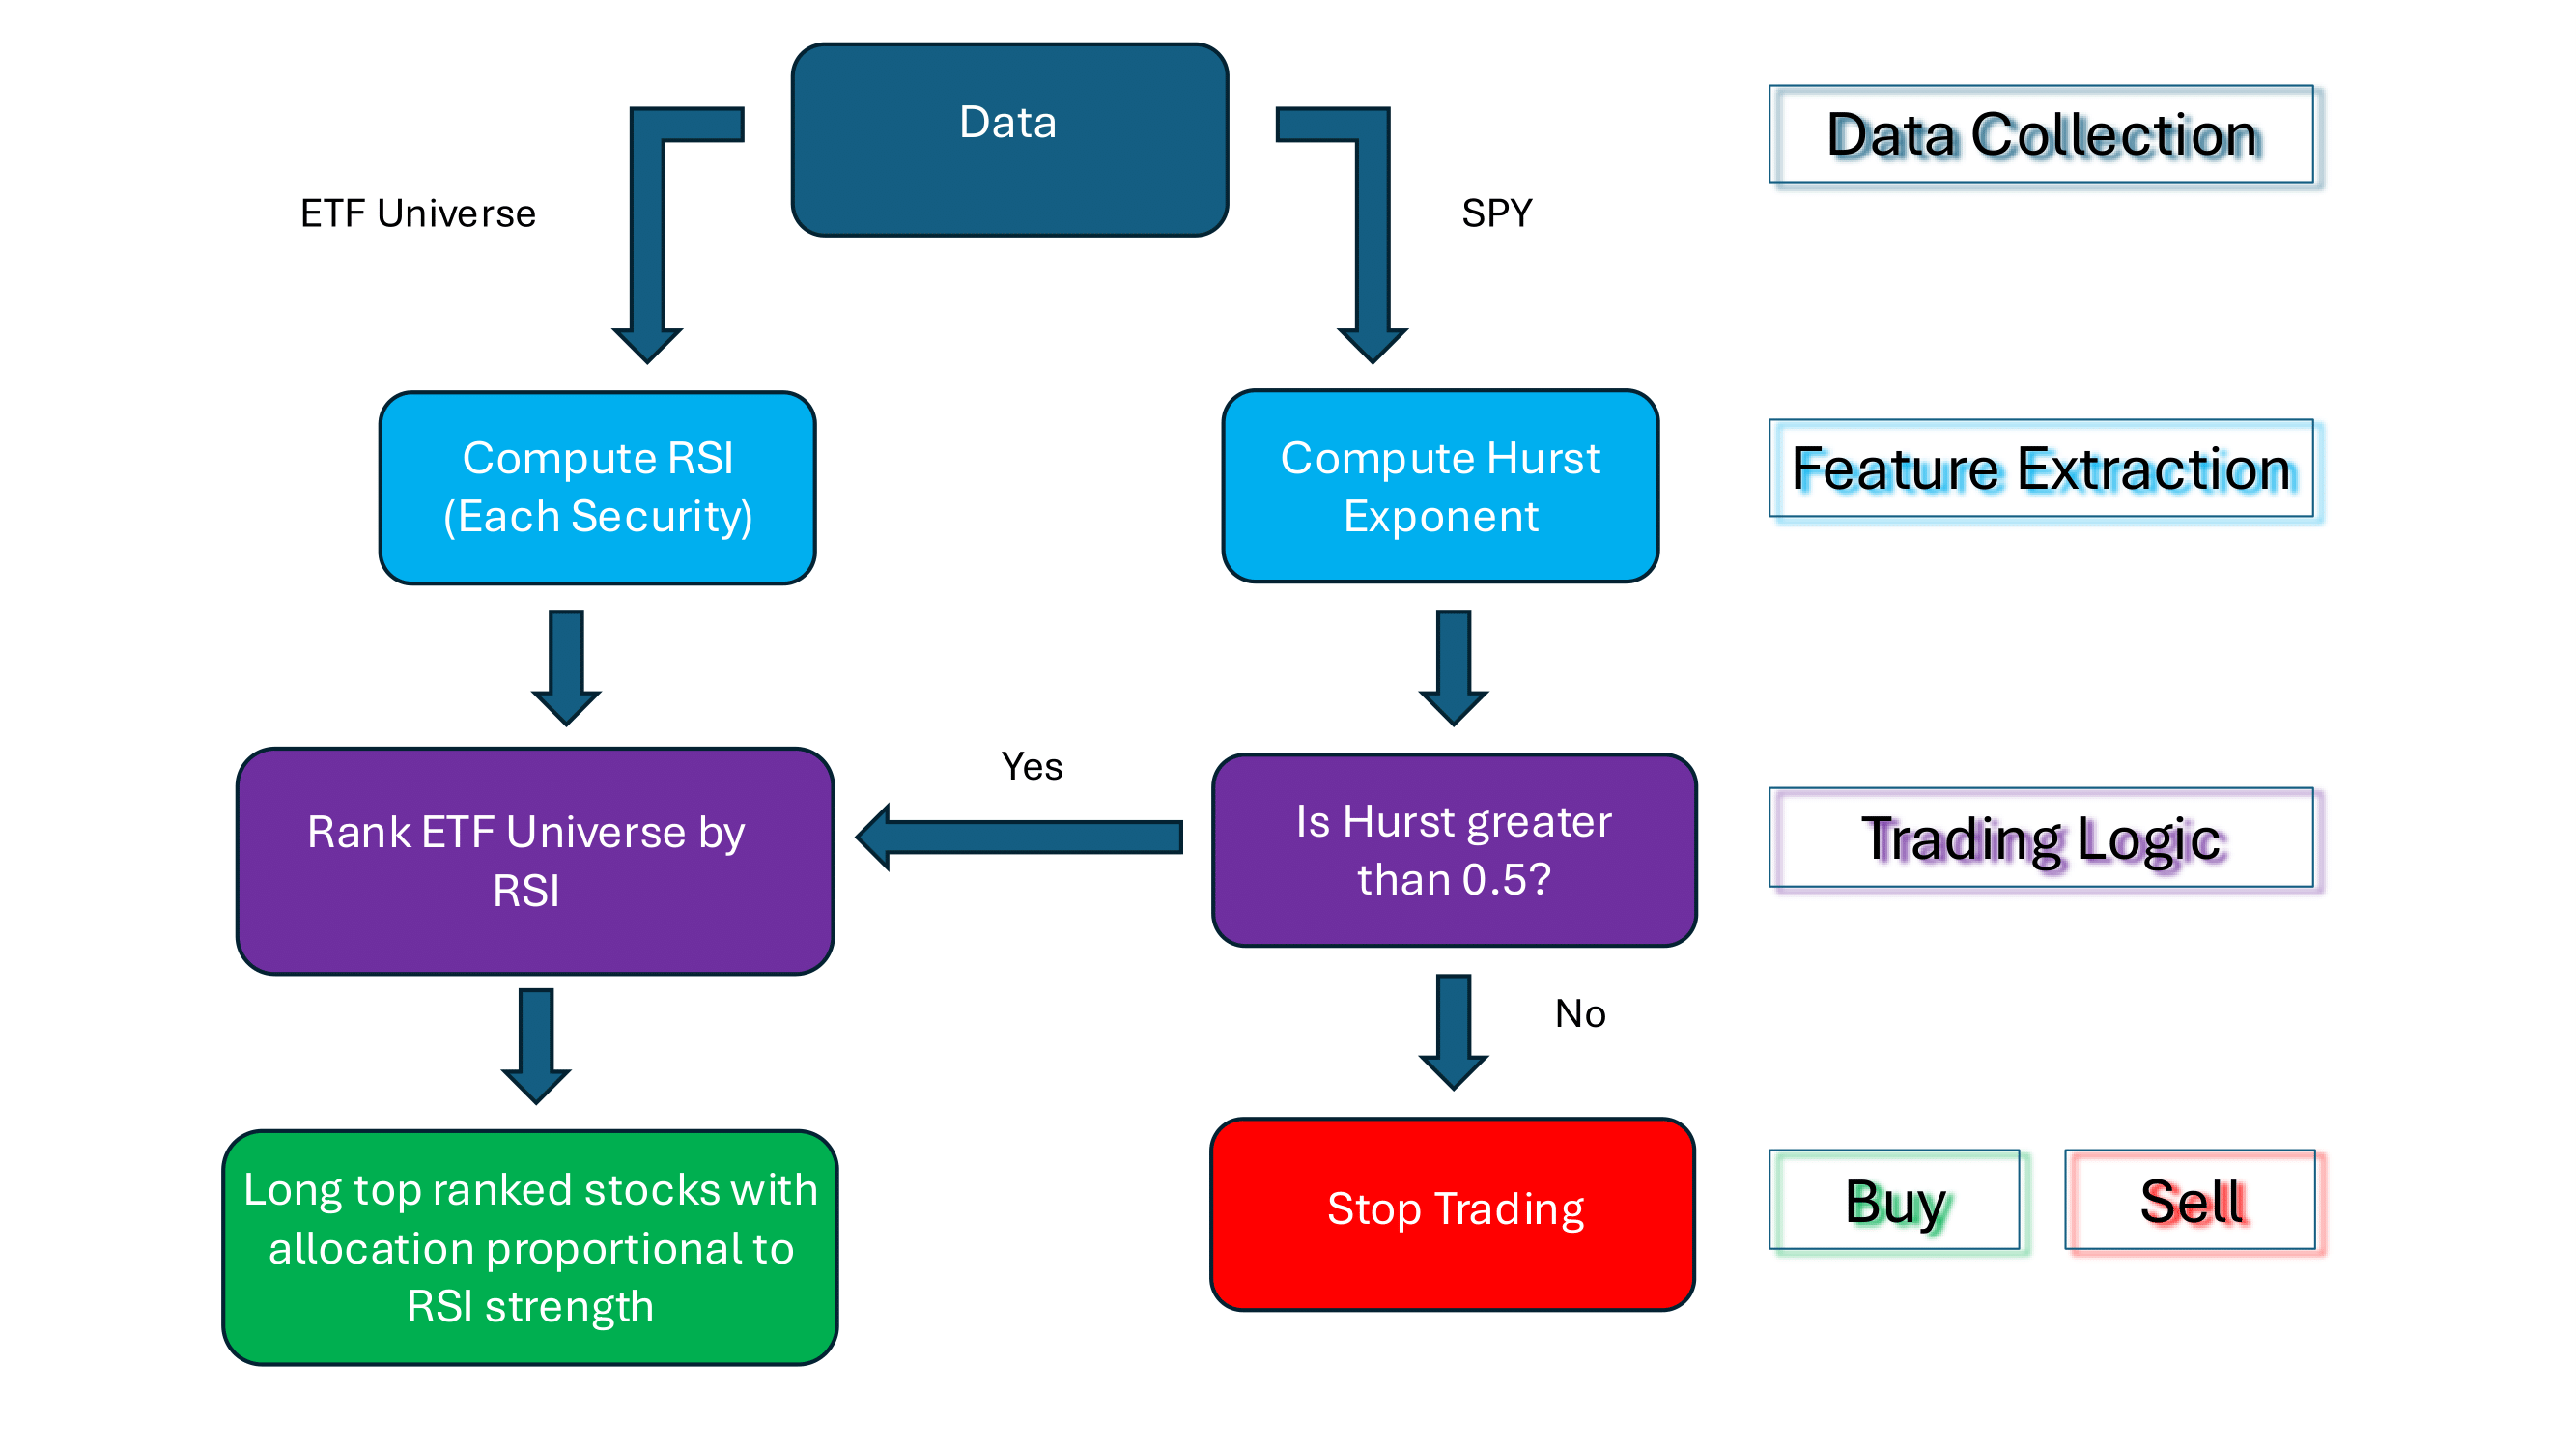 Data
Data Collection
ETF Universe
SPY
Compute RSI
(Each Security)
Compute Hurst
Exponent
Feature Extraction
Yes
Rank ETF Universe by
RSI
Is Hurst greater
than 0.5?
Trading Logic
No
Long top ranked stocks with
allocation proportional to
RSI strength
Stop Trading
Buy
Sell